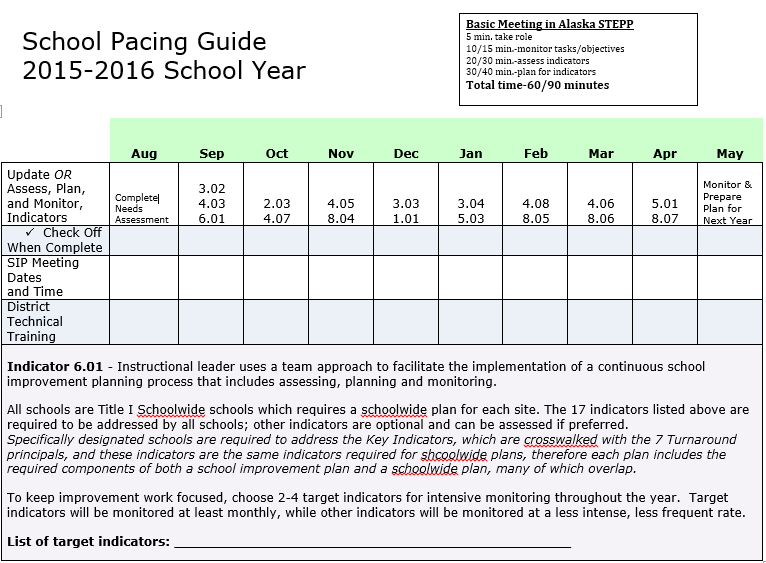 School Pacing Guide
2015-2016 School Year
Basic Meeting in Alaska STEPP
5 min. take role
10/15 min.-monitor tasks/objectives
20/30 min.-assess indicators
30/40 min.-plan for indicators
Total time-60/90 minutes
Aug Sep Oct Nov Dec Jan Feb Mar Apr May
Update OR
Assess, Plan,
and Monitor,
Indicators
Complete
Needs
Assessment
3.02
4.03
6.01
2.03
4.07
4.05
8.04
3.03
1.01
3.04
5.03
4.08
8.05
4.06
8.06
5.01
8.07
Monitor &
Prepare
Plan for
Next Year
✓ Check Off
When Complete
SIP Meeting
Dates
and Time
District
Technical
Training
Indicator 6.01 - Instructional leader uses a team approach to facilitate the implementation of a continuous school
improvement planning process that includes assessing, planning and monitoring.
All schools are Title I Schoolwide schools which requires a schoolwide plan for each site. The 17 indicators listed above are
required to be addressed by all schools; other indicators are optional and can be assessed if preferred.
Specifically designated schools are required to address the Key Indicators, which are crosswalked with the 7 Turnaround
principals, and these indicators are the same indicators required for shcoolwide plans, therefore each plan includes the
required components of both a school improvement plan and a schoolwide plan, many of which overlap.
To keep improvement work focused, choose 2-4 target indicators for intensive monitoring throughout the year. Target
indicators will be monitored at least monthly, while other indicators will be monitored at a less intense, less frequent rate.
List of target indicators: ______________________________